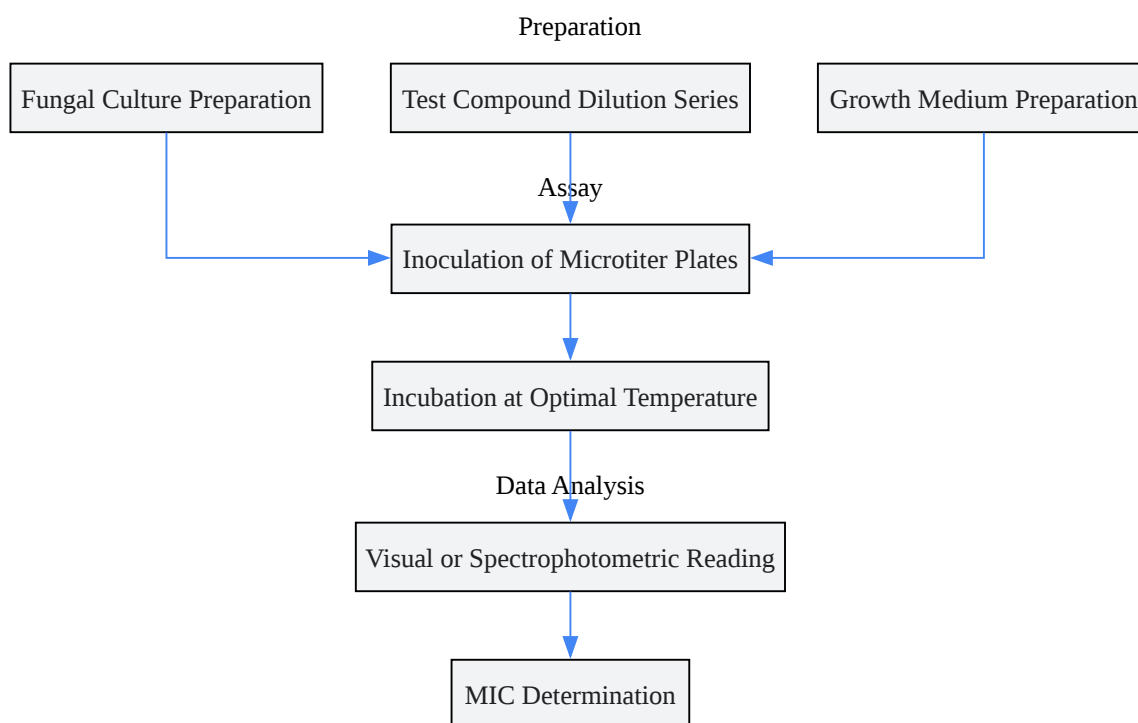 Preparation
Fungal Culture Preparation
Test Compound Dilution Series
Growth Medium Preparation
Assay
Inoculation of Microtiter Plates
Incubation at Optimal Temperature
Data Analysis
Visual or Spectrophotometric Reading
MIC Determination